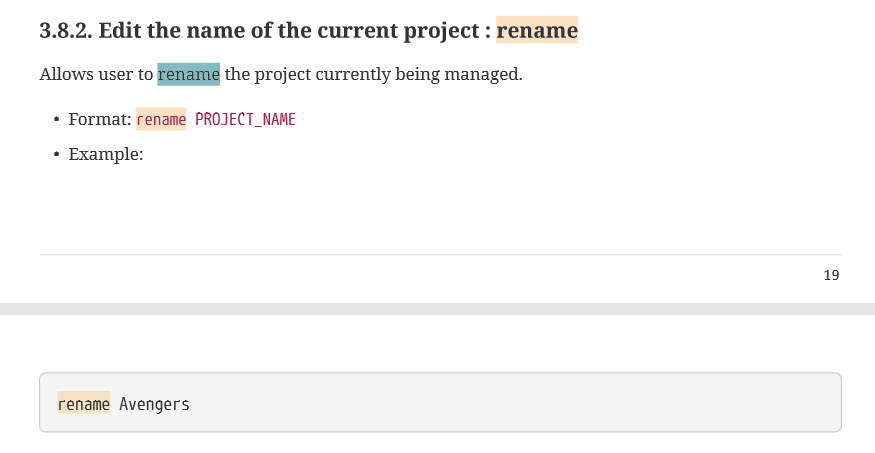 3.8.2. Edit the name of the current project : rename
Allows user to rename the project currently being managed.
• Format: rename PROJECT_NAME
• Example:
19
rename Avengers